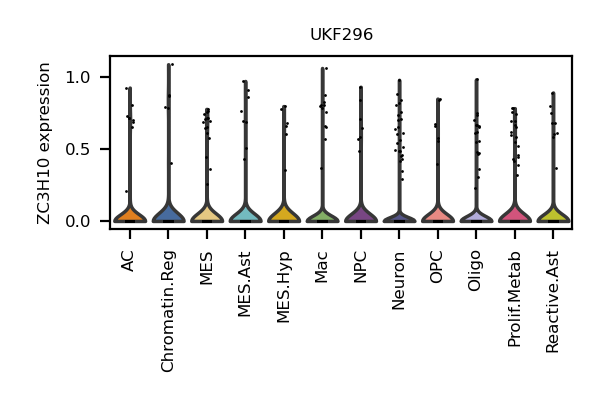 UKF296
ZC3H10 expression
1.0
0.5
0.0
AC
Chromatin.Reg
MES
MES.Ast
MES.Hyp
Mac
NPC
Neuron
OPC
Oligo
Prolif.Metab
Reactive.Ast